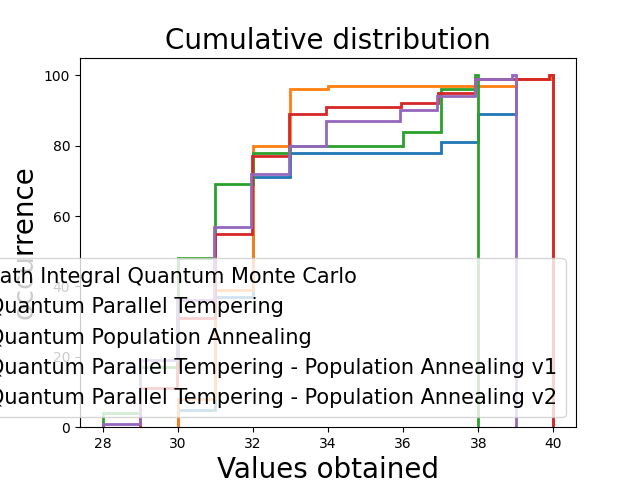 Cumulative distribution
100
80
60
40
20
0
occurrence
ath Integral Quantum Monte Carlo
Quantum Parallel Tempering
Quantum Population Annealing
Quantum Parallel Tempering - Population Annealing v1
Quantum Parallel Tempering - Population Annealing v2
28 30 32 34 36 38 40
Values obtained